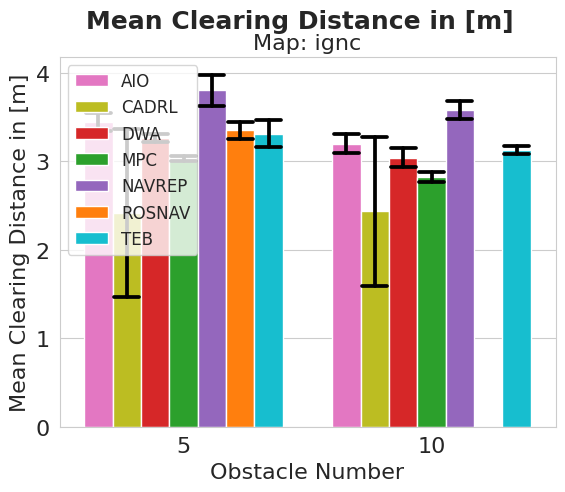 Mean Clearing Distance in [m]
Map: ignc
Mean Clearing Distance in [m]
4
3
2
1
0
AIO
CADRL
DWA
MPC
NAVREP
ROSNAV
TEB
5
10
Obstacle Number